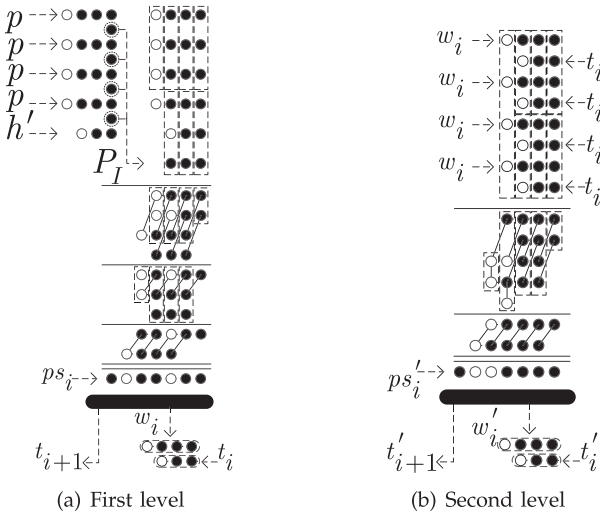 p
p
p
p
h′
P_I
ps_i
w_i
t_{i+1}
t_i
(a) First level
w_i
t_i
w_i
t_i
w_i
t_i
w_i
t_i
ps′_i
w′_i
t′_{i+1}
t′_i
(b) Second level